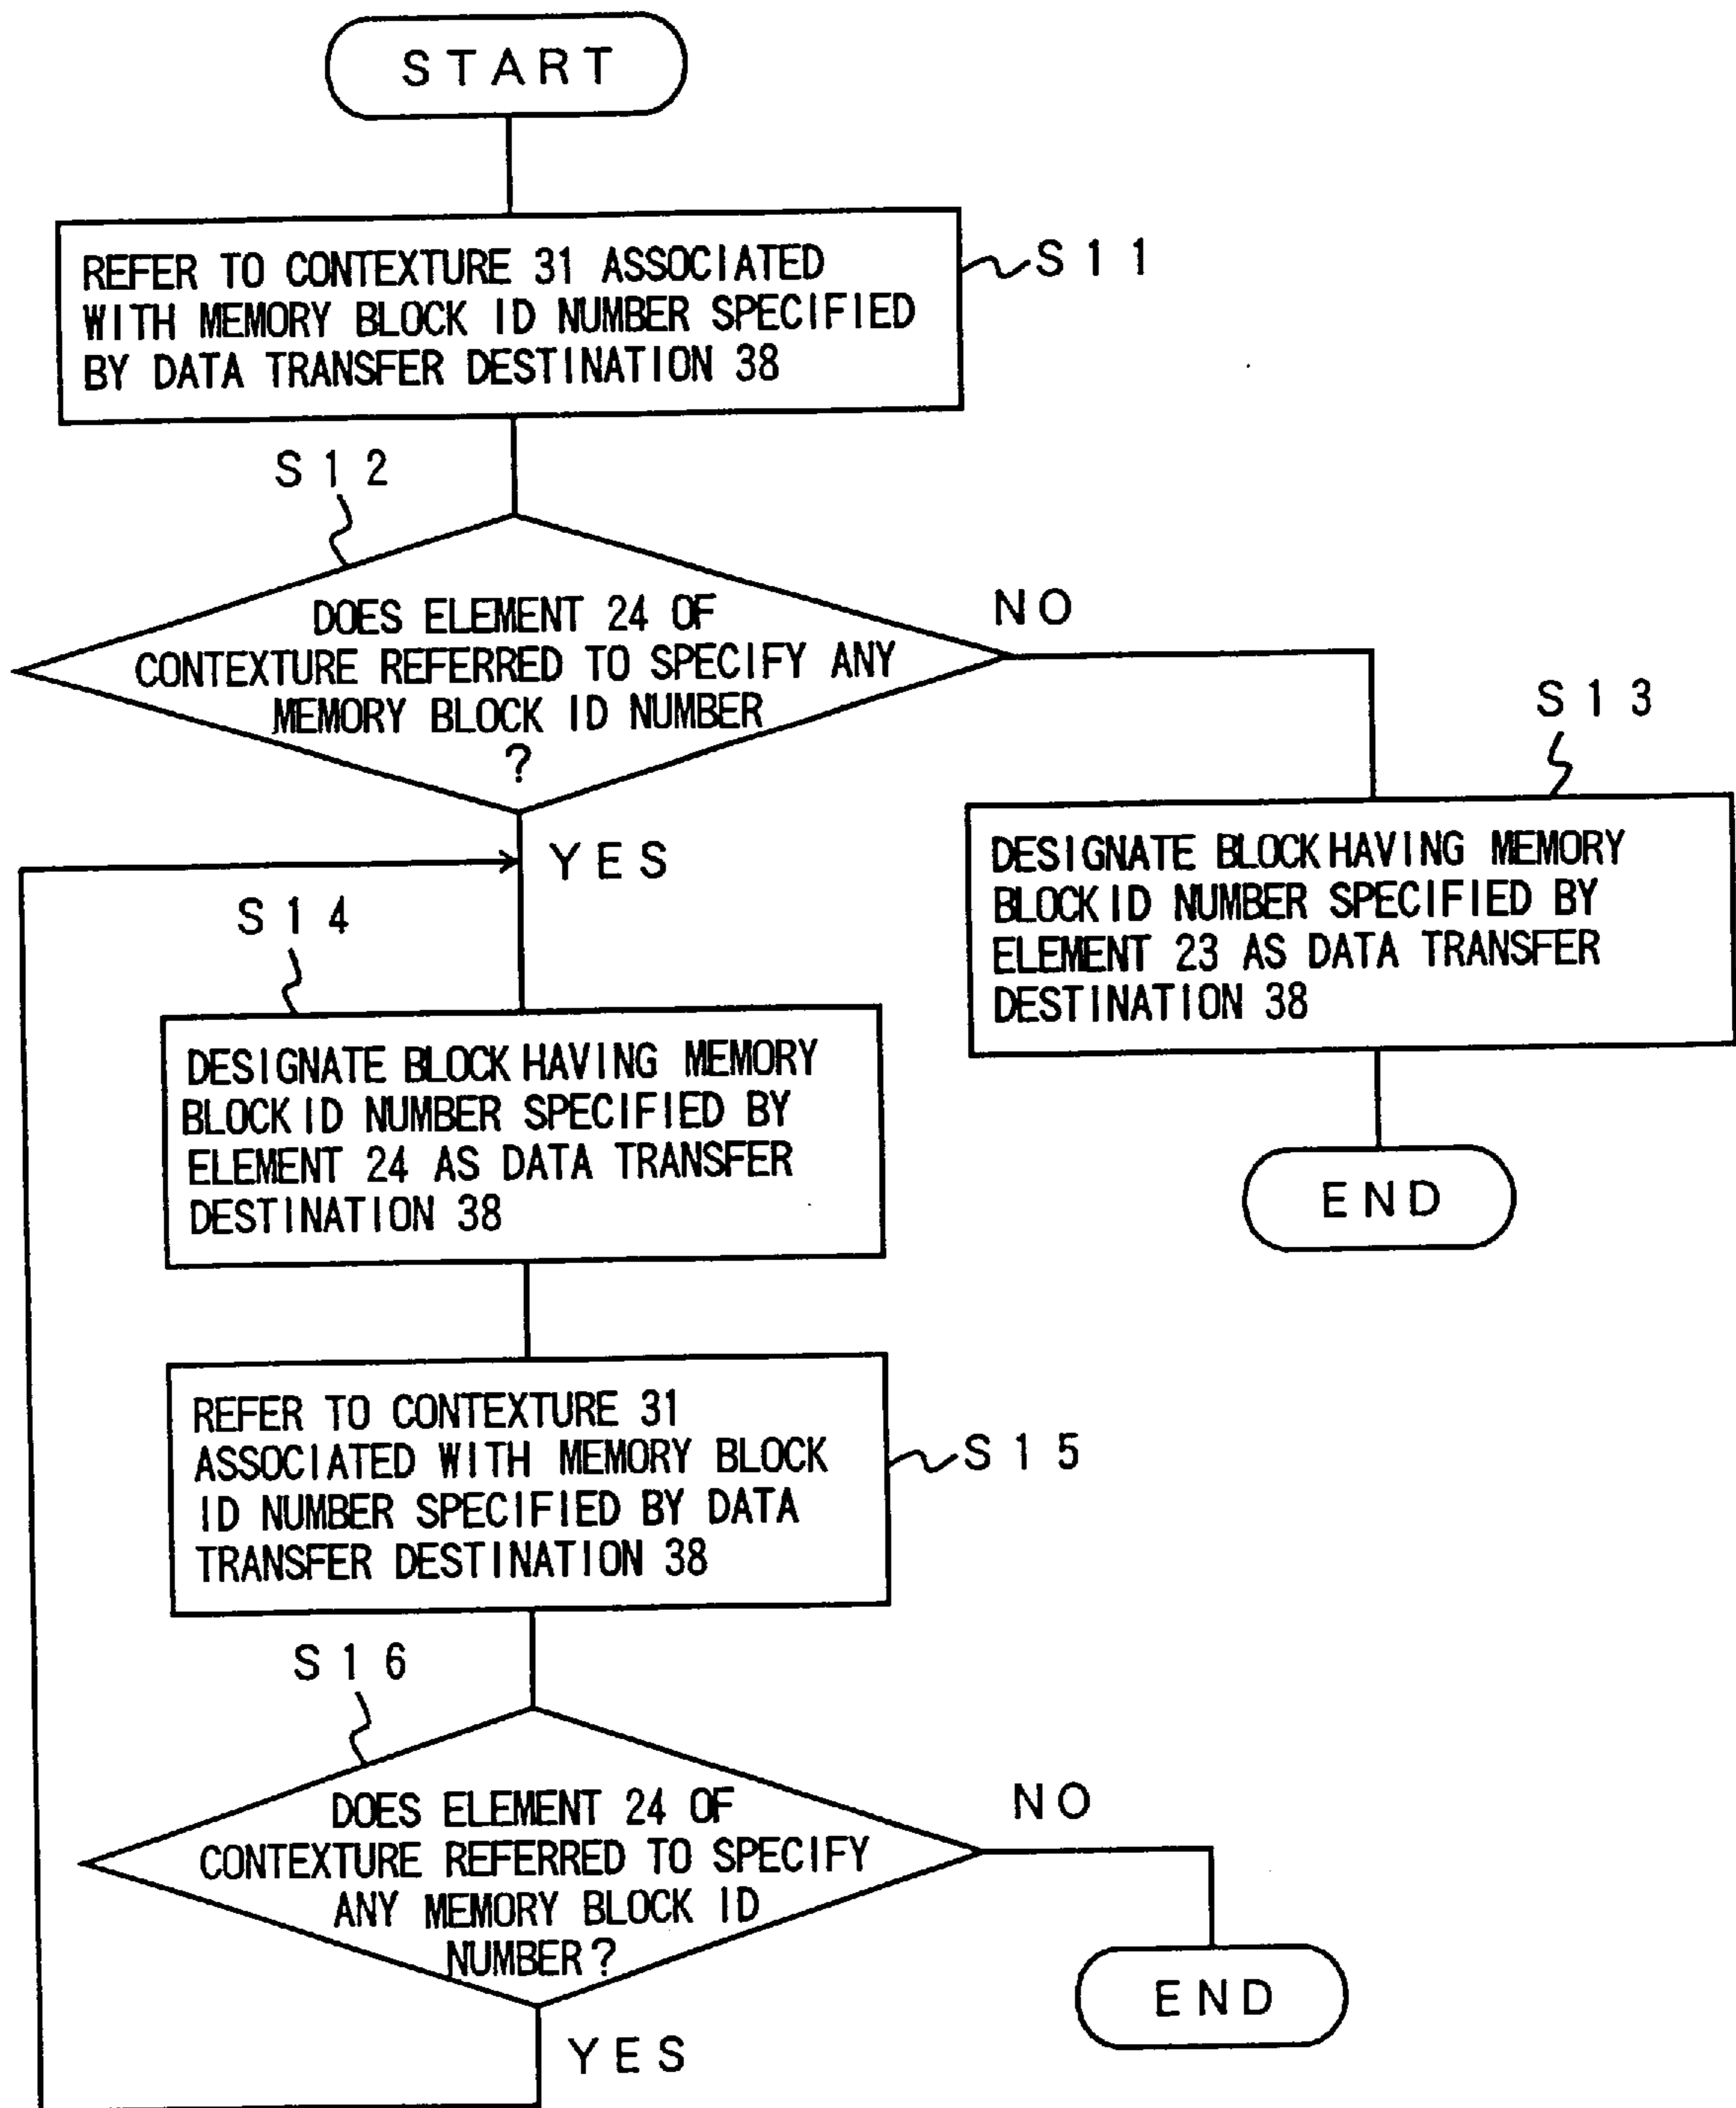 START
REFER TO CONTEXTURE 31 ASSOCIATED
WITH MEMORY BLOCK ID NUMBER SPECIFIED
BY DATA TRANSFER DESTINATION 38
S11
S12
DOES ELEMENT 24 OF
CONTEXTURE REFERRED TO SPECIFY ANY
MEMORY BLOCK ID NUMBER
?
NO
S13
DESIGNATE BLOCK HAVING MEMORY
BLOCK ID NUMBER SPECIFIED BY
ELEMENT 23 AS DATA TRANSFER
DESTINATION 38
END
YES
S14
DESIGNATE BLOCK HAVING MEMORY
BLOCK ID NUMBER SPECIFIED BY
ELEMENT 24 AS DATA TRANSFER
DESTINATION 38
REFER TO CONTEXTURE 31
ASSOCIATED WITH MEMORY BLOCK
ID NUMBER SPECIFIED BY DATA
TRANSFER DESTINATION 38
S15
S16
DOES ELEMENT 24 OF
CONTEXTURE REFERRED TO SPECIFY
ANY MEMORY BLOCK ID
NUMBER?
NO
END
YES